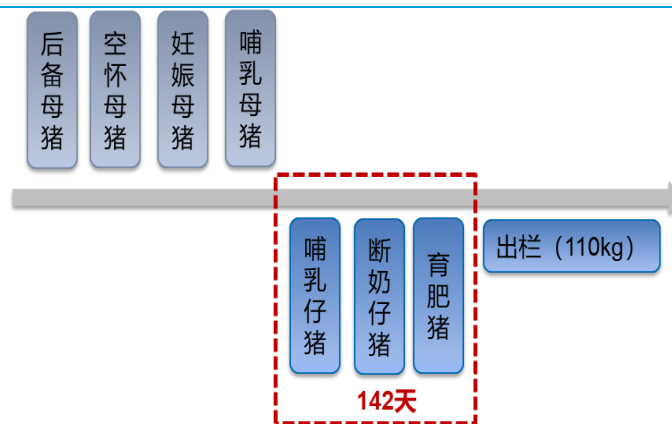 后备母猪
空怀母猪
妊娠母猪
哺乳母猪
哺乳仔猪
断奶仔猪
育肥猪
出栏（110kg）
142天